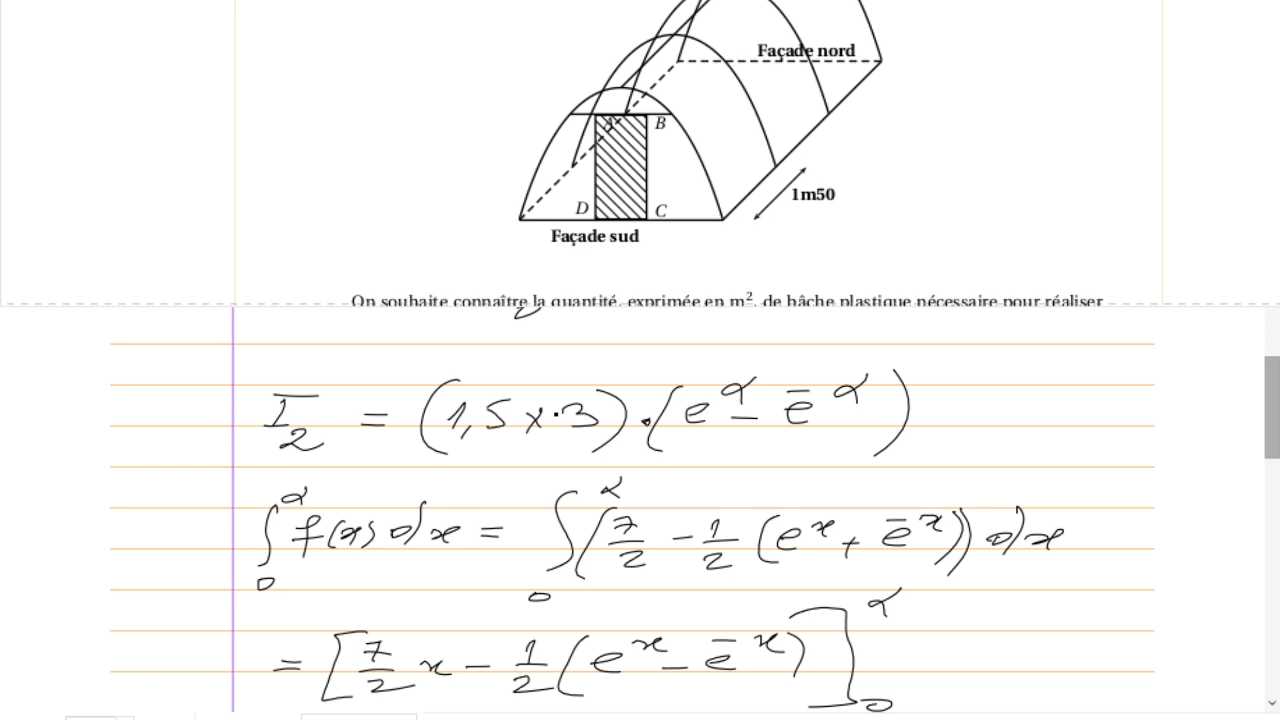 Façade nord
A B
1m50
D C
Façade sud
On souhaite connaître la quantité, exprimée en m², de bâche plastique nécessaire pour réaliser
I₂ = (1,5 × 3) · (e^α - e^-α)
∫₀^α f(x) dx = ∫₀^α (7/2 - 1/2 (e^x + e^-x)) dx
= [7/2 x - 1/2 (e^x - e^-x)]₀^α